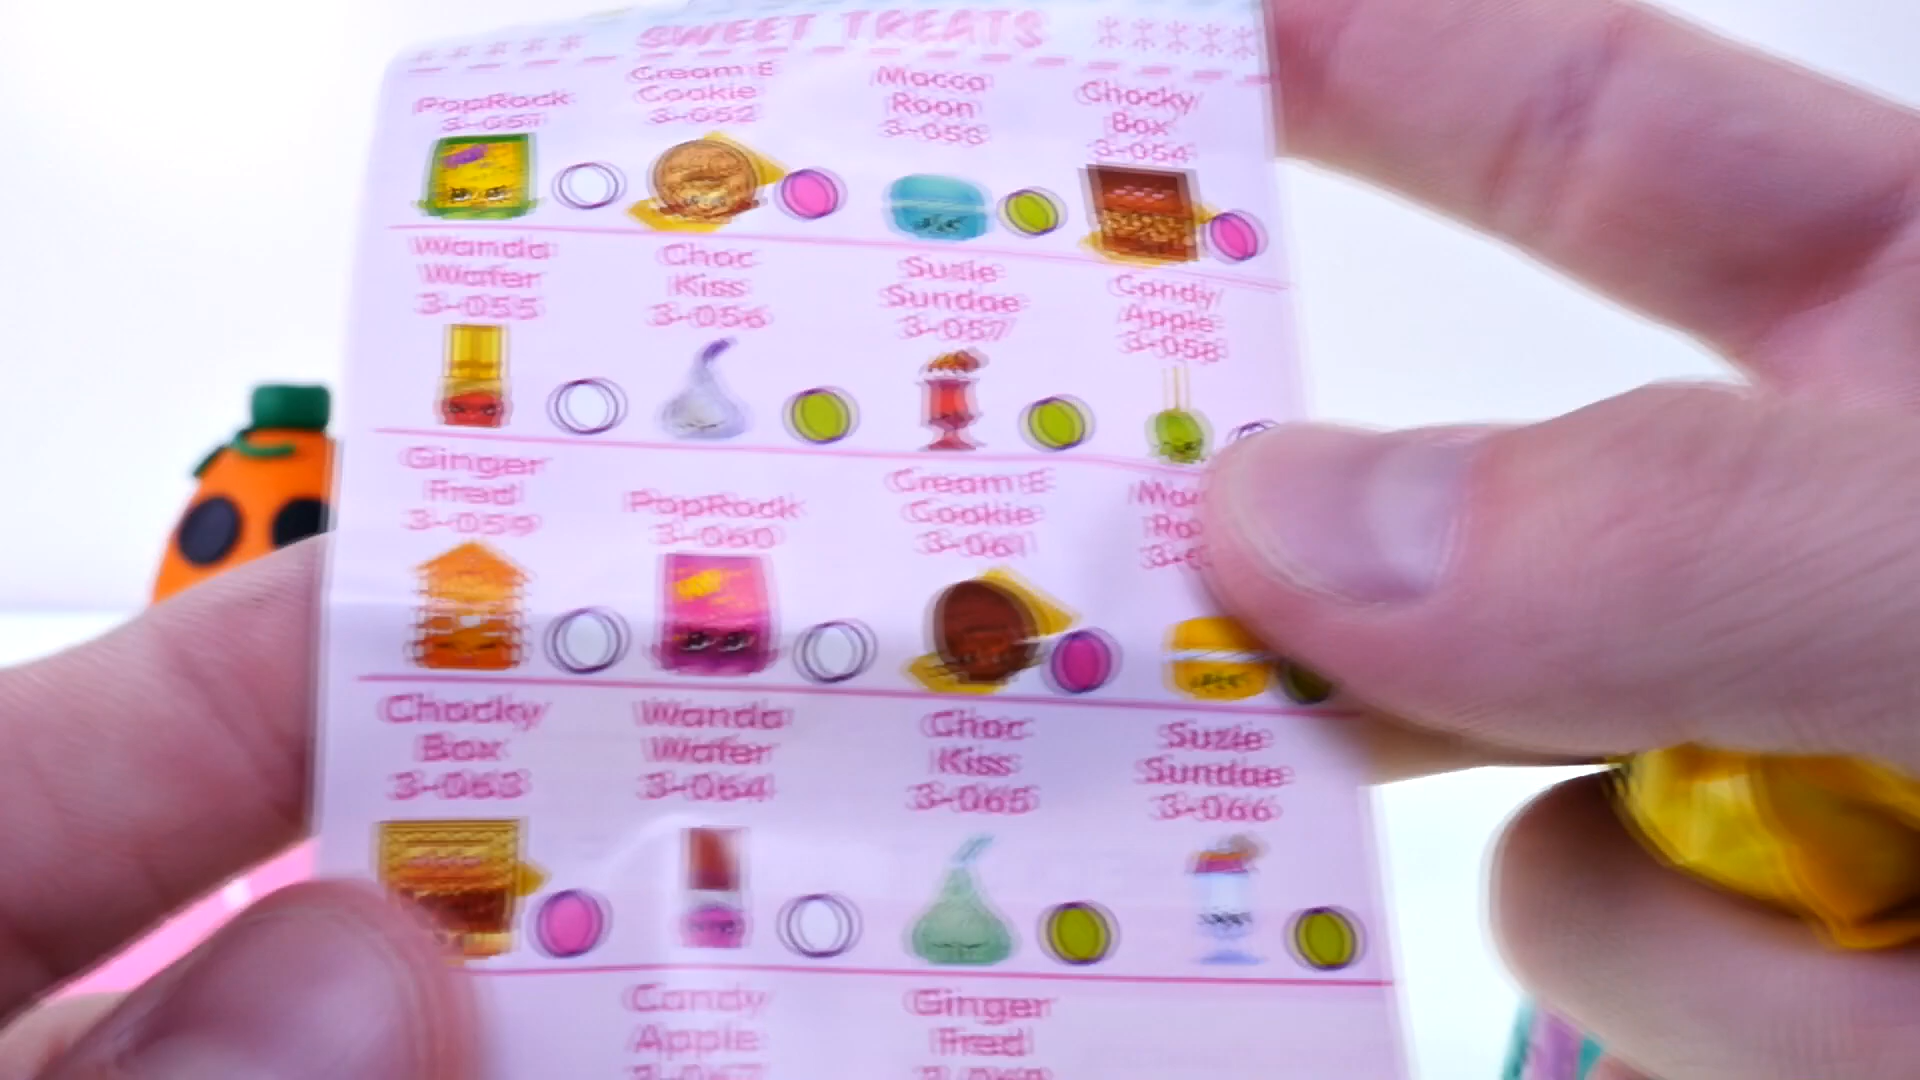 SWEET TREATS
PopRock
3-051
Cream E
Cookie
3-052
Macca
Roon
3-053
Chocky
Box
3-054
Wanda
Wafer
3-055
Choc
Kiss
3-056
Suzie
Sundae
3-057
Candy
Apple
3-058
Ginger
Fred
3-059
PopRock
3-060
Cream E
Cookie
3-061
Chocky
Box
3-063
Wanda
Wafer
3-064
Choc
Kiss
3-065
Suzie
Sundae
3-066
Candy
Apple
3-067
Ginger
Fred